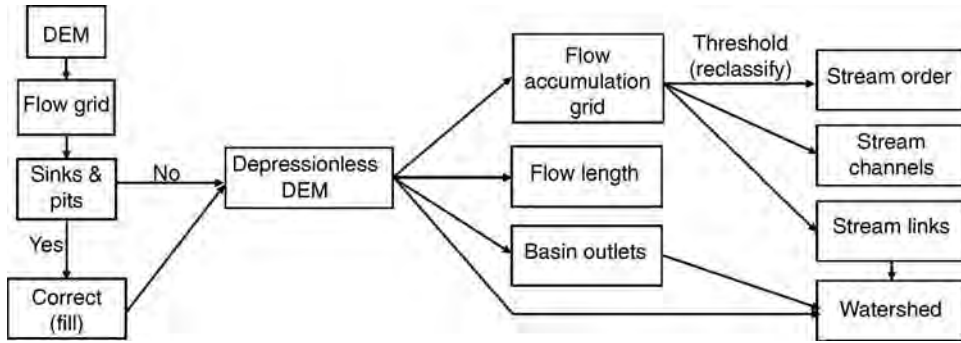 DEM
Flow grid
Sinks &
pits
No
Yes
Correct
(fill)
Depressionless
DEM
Flow
accumulation
grid
Flow length
Basin outlets
Threshold
(reclassify)
Stream order
Stream
channels
Stream links
Watershed